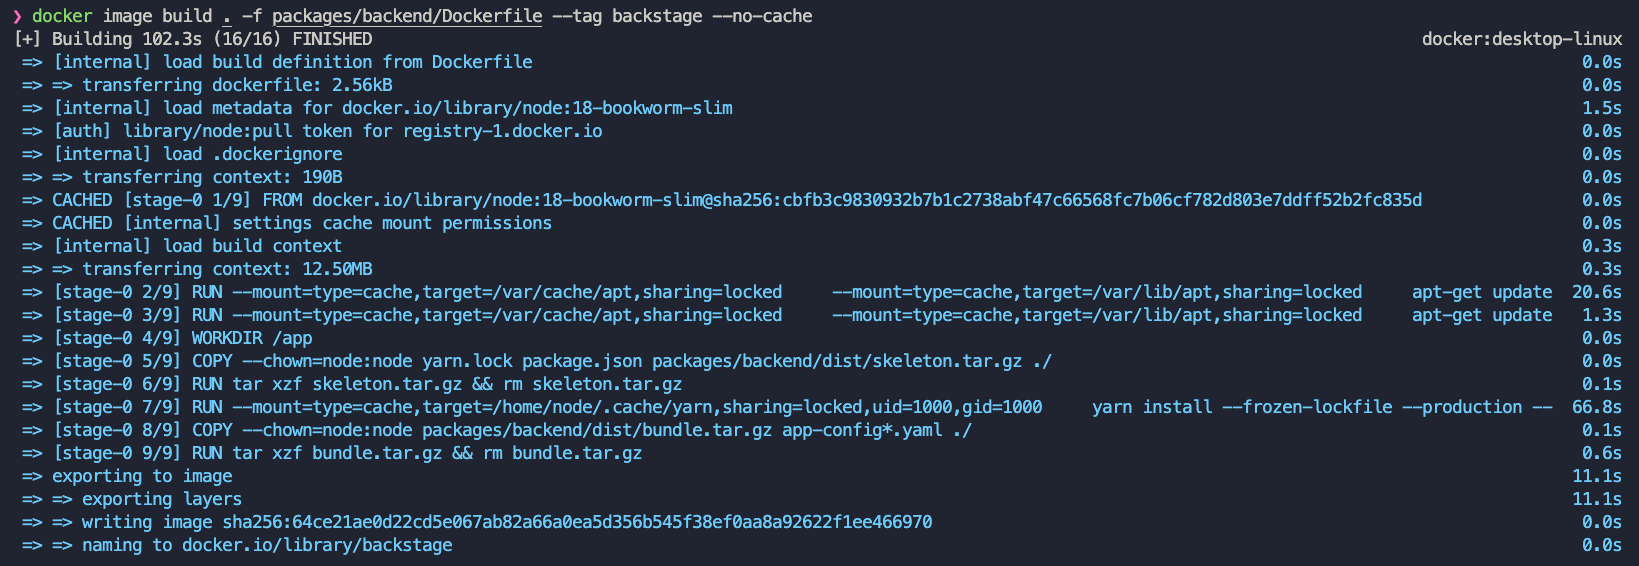 ❯ docker image build . -f packages/backend/Dockerfile --tag backstage --no-cache
[+] Building 102.3s (16/16) FINISHED docker:desktop-linux
=> [internal] load build definition from Dockerfile 0.0s
=> => transferring dockerfile: 2.56kB 0.0s
=> [internal] load metadata for docker.io/library/node:18-bookworm-slim 1.5s
=> [auth] library/node:pull token for registry-1.docker.io 0.0s
=> [internal] load .dockerignore 0.0s
=> => transferring context: 190B 0.0s
=> CACHED [stage-0 1/9] FROM docker.io/library/node:18-bookworm-slim@sha256:cbfb3c9830932b7b1c2738abf47c66568fc7b06cf782d803e7ddff52b2fc835d 0.0s
=> CACHED [internal] settings cache mount permissions 0.0s
=> [internal] load build context 0.3s
=> => transferring context: 12.50MB 0.3s
=> [stage-0 2/9] RUN --mount=type=cache,target=/var/cache/apt,sharing=locked --mount=type=cache,target=/var/lib/apt,sharing=locked apt-get update 20.6s
=> [stage-0 3/9] RUN --mount=type=cache,target=/var/cache/apt,sharing=locked --mount=type=cache,target=/var/lib/apt,sharing=locked apt-get update 1.3s
=> [stage-0 4/9] WORKDIR /app 0.0s
=> [stage-0 5/9] COPY --chown=node:node yarn.lock package.json packages/backend/dist/skeleton.tar.gz ./ 0.0s
=> [stage-0 6/9] RUN tar xzf skeleton.tar.gz && rm skeleton.tar.gz 0.1s
=> [stage-0 7/9] RUN --mount=type=cache,target=/home/node/.cache/yarn,sharing=locked,uid=1000,gid=1000 yarn install --frozen-lockfile --production -- 66.8s
=> [stage-0 8/9] COPY --chown=node:node packages/backend/dist/bundle.tar.gz app-config*.yaml ./ 0.1s
=> [stage-0 9/9] RUN tar xzf bundle.tar.gz && rm bundle.tar.gz 0.6s
=> exporting to image 11.1s
=> => exporting layers 11.1s
=> => writing image sha256:64ce21ae0d22cd5e067ab82a66a0ea5d356b545f38ef0aa8a92622f1ee466970 0.0s
=> => naming to docker.io/library/backstage 0.0s